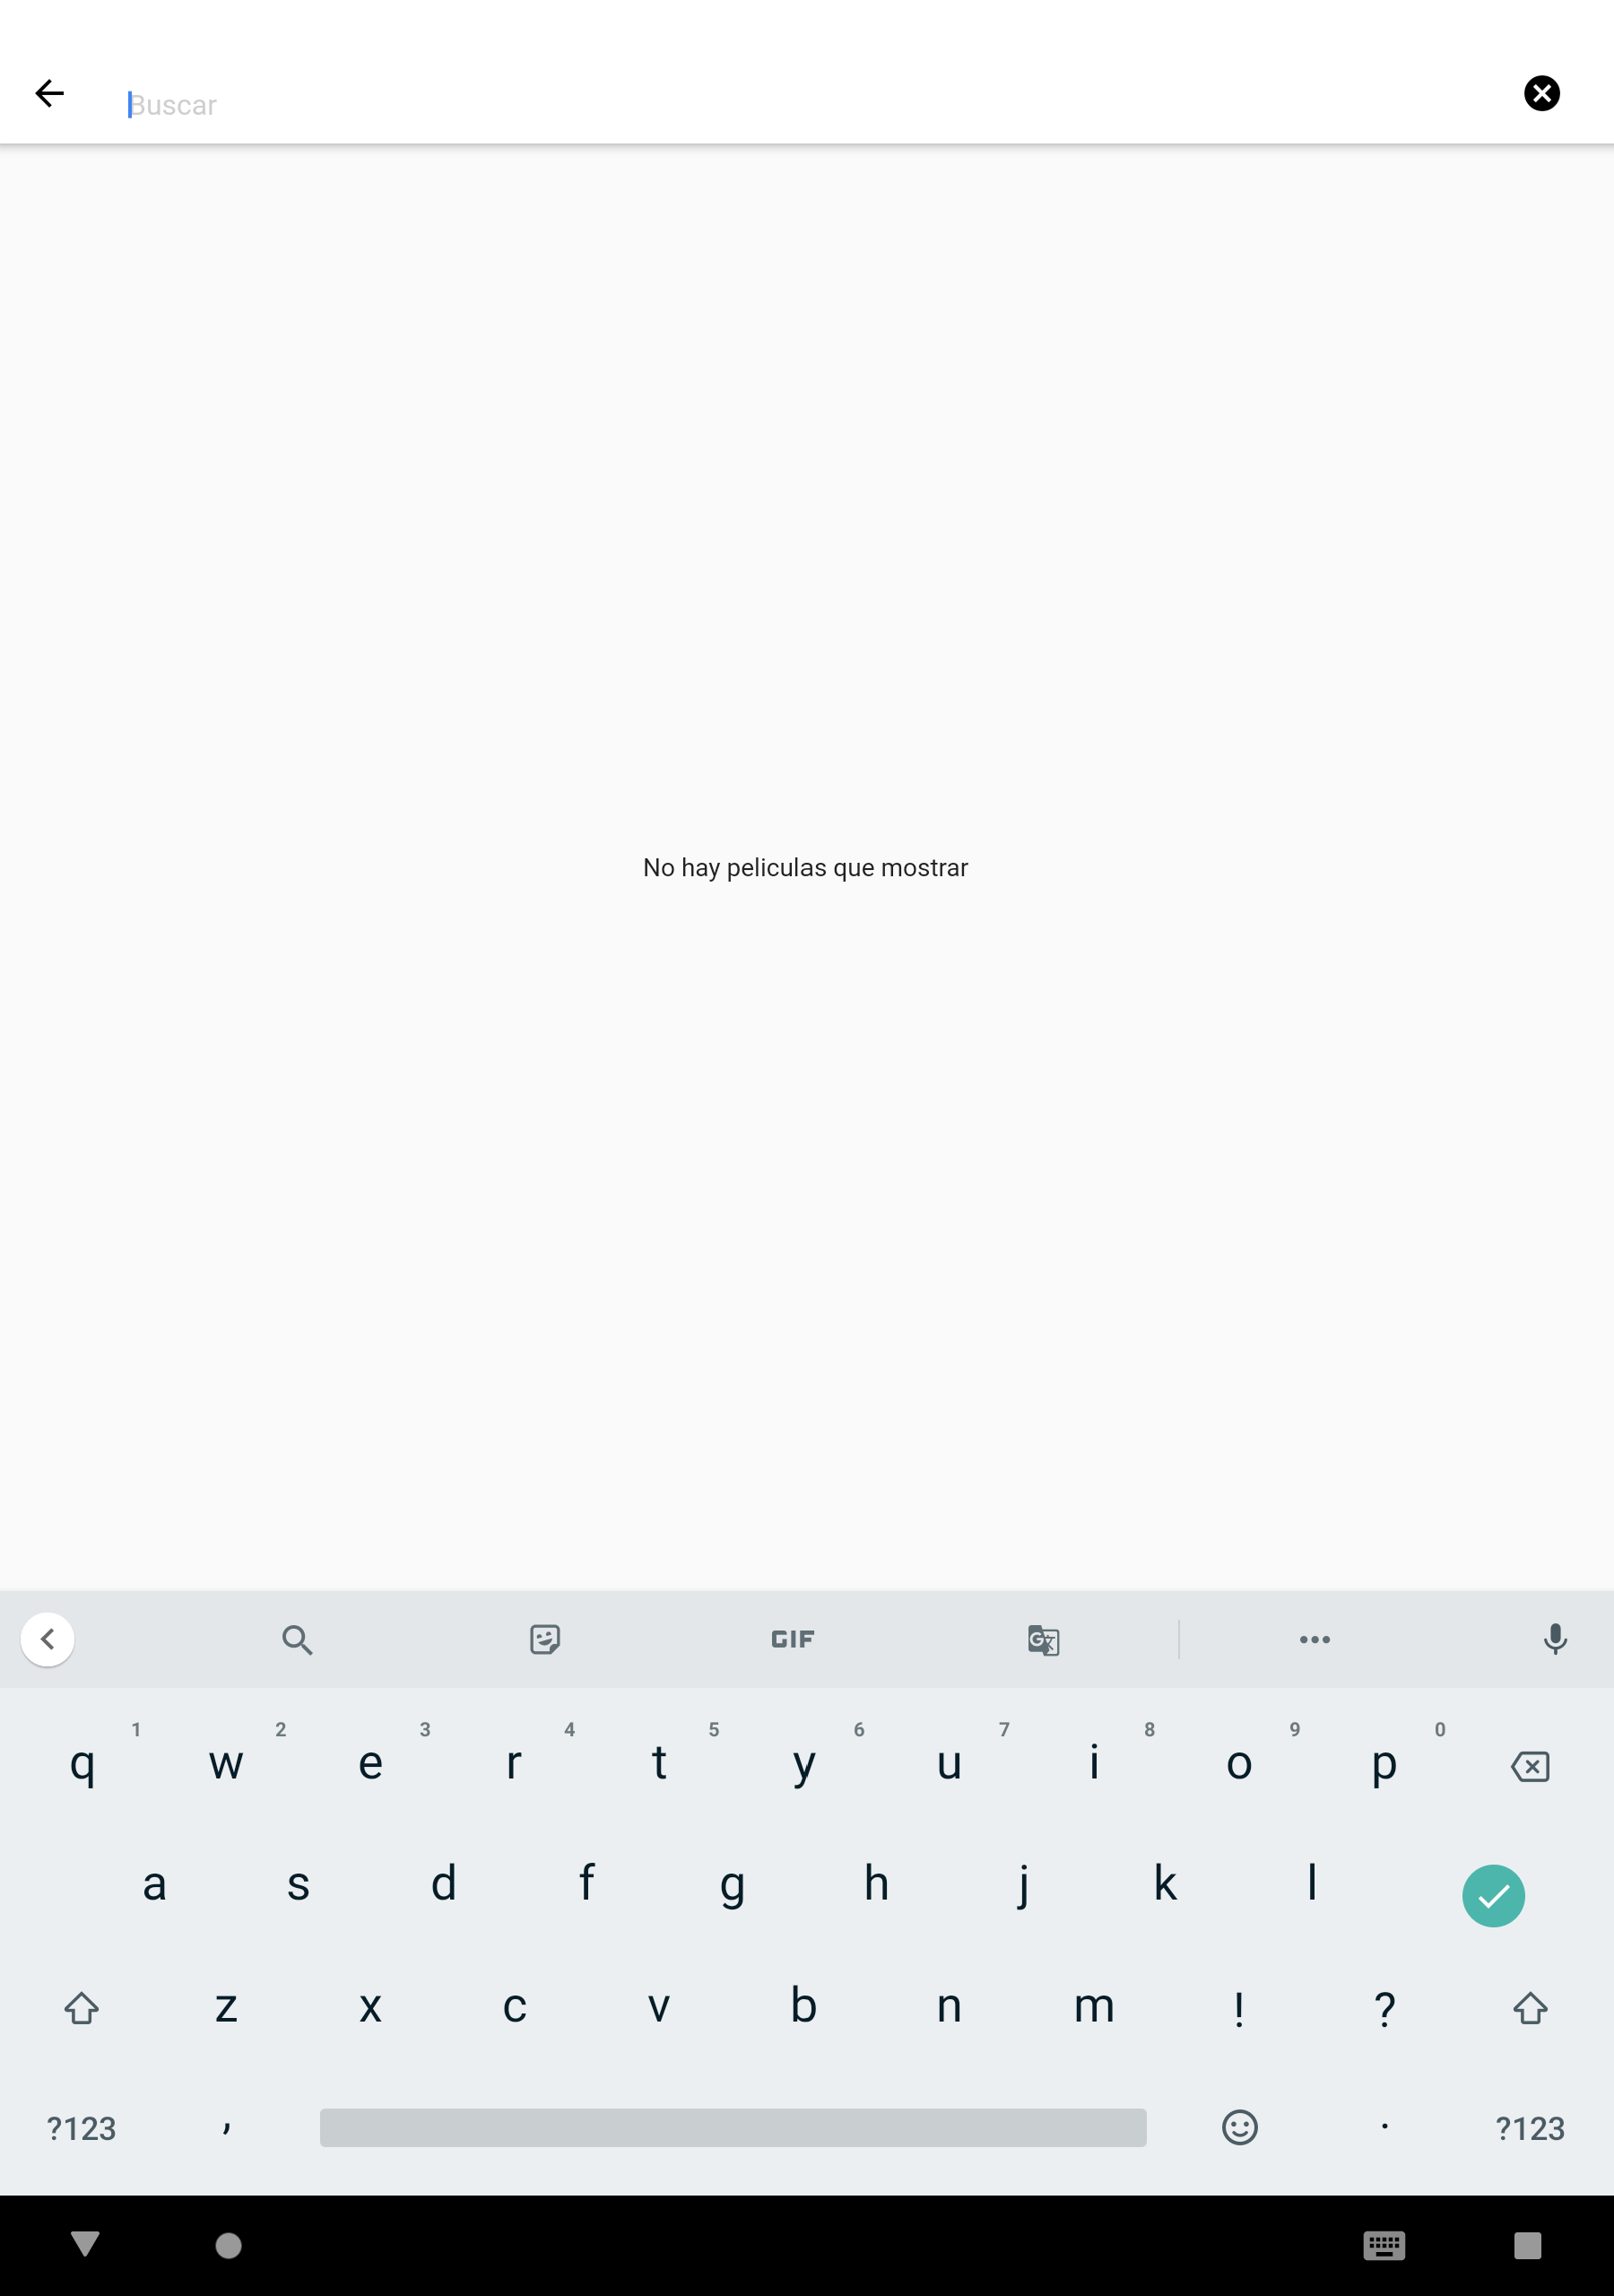 Buscar
No hay peliculas que mostrar
GIF
G
1 2 3 4 5 6 7 8 9 0
q w e r t y u i o p
a s d f g h j k l
z x c v b n m ! ?
?123 , . ?123